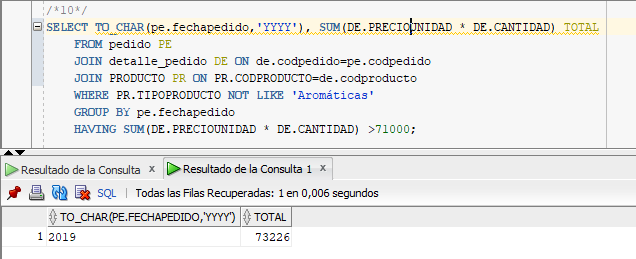 /*10*/
SELECT TO_CHAR(pe.fechapedido,'YYYY'), SUM(DE.PRECIOUNIDAD * DE.CANTIDAD) TOTAL
FROM pedido PE
JOIN detalle_pedido DE ON de.codpedido=pe.codpedido
JOIN PRODUCTO PR ON PR.CODPRODUCTO=de.codproducto
WHERE PR.TIPOPRODUCTO NOT LIKE 'Aromáticas'
GROUP BY pe.fechapedido
HAVING SUM(DE.PRECIOUNIDAD * DE.CANTIDAD) >71000;
Resultado de la Consulta x Resultado de la Consulta 1 x
SQL | Todas las Filas Recuperadas: 1 en 0,006 segundos
TO_CHAR(PE.FECHAPEDIDO,'YYYY') TOTAL
1 2019 73226